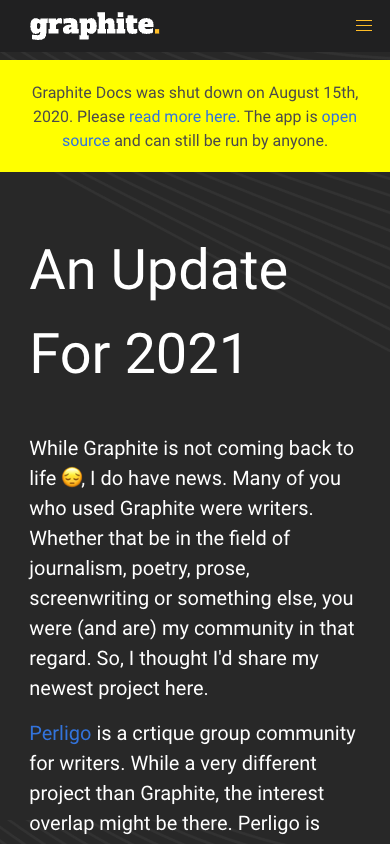 graphite.
Graphite Docs was shut down on August 15th,
2020. Please read more here. The app is open
source and can still be run by anyone.
An Update
For 2021
While Graphite is not coming back to
life 😔, I do have news. Many of you
who used Graphite were writers.
Whether that be in the field of
journalism, poetry, prose,
screenwriting or something else, you
were (and are) my community in that
regard. So, I thought I'd share my
newest project here.
Perligo is a crtique group community
for writers. While a very different
project than Graphite, the interest
overlap might be there. Perligo is